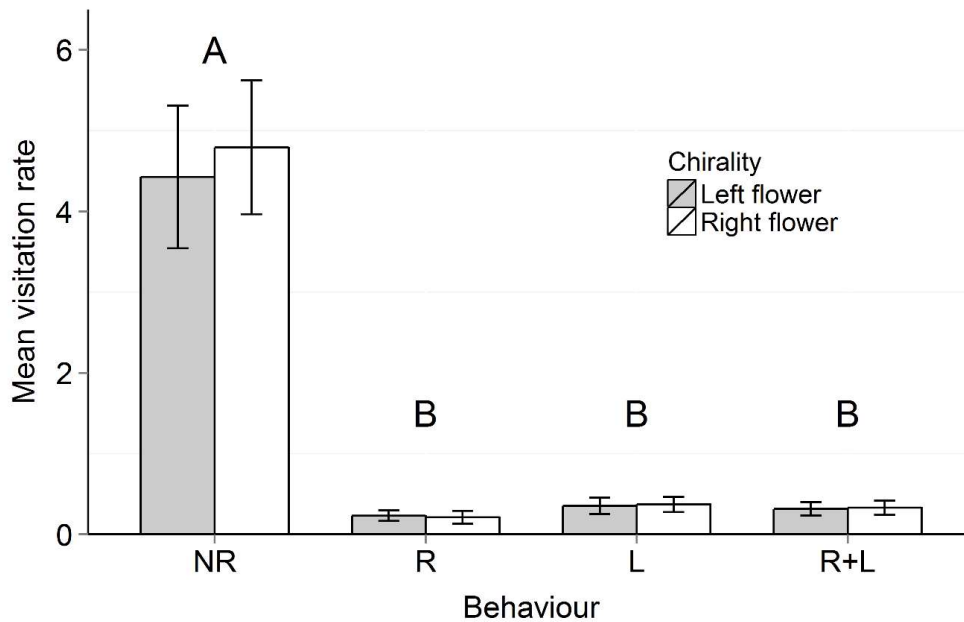 Mean visitation rate
6
4
2
0
A
B
B
B
Chirality
Left flower
Right flower
NR R L R+L
Behaviour